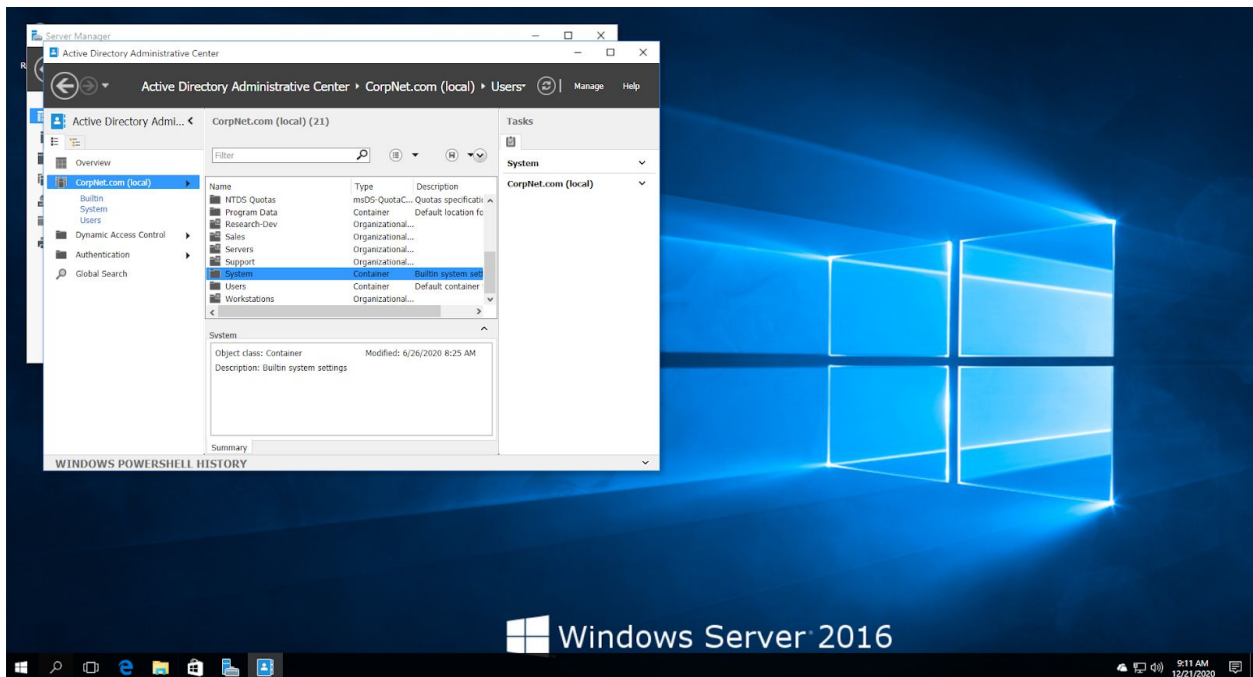 Server Manager
Active Directory Administrative Center
Active Directory Administrative Center • CorpNet.com (local) • Users
Manage
Help
Active Directory Admi...
Overview
CorpNet.com (local)
Builtin
System
Users
Dynamic Access Control
Authentication
Global Search
CorpNet.com (local) (21)
Filter
Name Type Description
NTDS Quotas msDS-QuotaC... Quotas specificati
Program Data Container Default location fo
Research-Dev Organizational...
Sales Organizational...
Servers Organizational...
Support Organizational...
System Container Builtin system sett
Users Container Default container
Workstations Organizational...
System
Object class: Container Modified: 6/26/2020 8:25 AM
Description: Builtin system settings
Summary
Tasks
System
CorpNet.com (local)
WINDOWS POWERSHELL HISTORY
Windows Server 2016
9:11 AM
12/21/2020